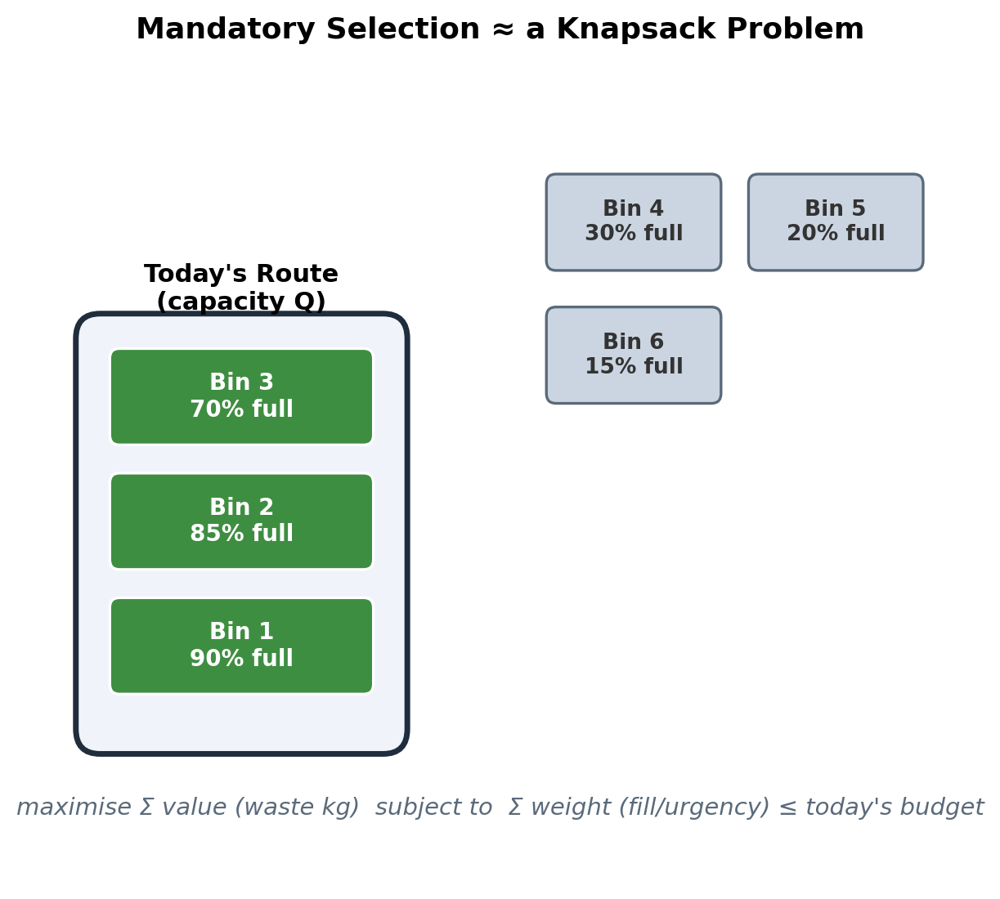 Mandatory Selection ≈ a Knapsack Problem
Today's Route
(capacity Q)
Bin 3
70% full
Bin 2
85% full
Bin 1
90% full
Bin 4
30% full
Bin 5
20% full
Bin 6
15% full
maximise Σ value (waste kg)  subject to  Σ weight (fill/urgency) ≤ today's budget